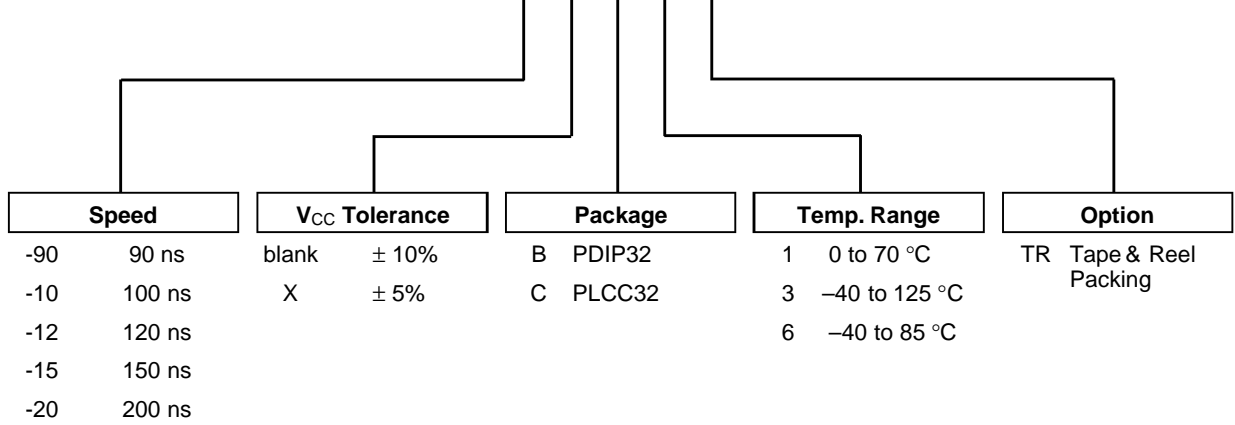 Speed
-90 90 ns
-10 100 ns
-12 120 ns
-15 150 ns
-20 200 ns
VCC Tolerance
blank ± 10%
X ± 5%
Package
B PDIP32
C PLCC32
Temp. Range
1 0 to 70 °C
3 –40 to 125 °C
6 –40 to 85 °C
Option
TR Tape & Reel
Packing